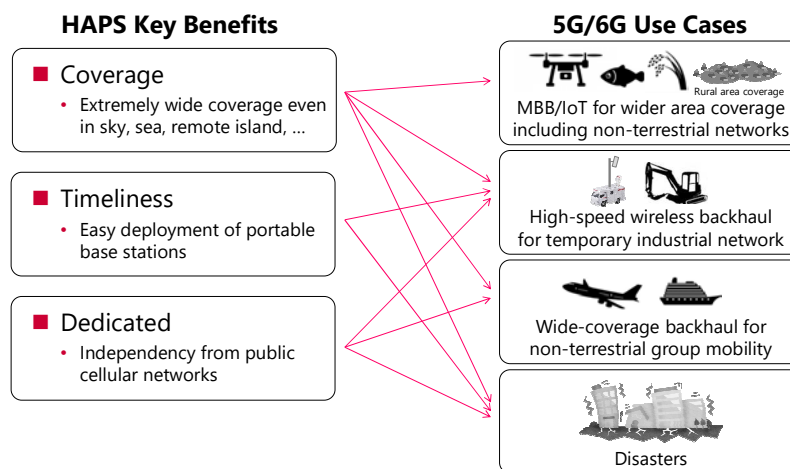 HAPS Key Benefits
Coverage
• Extremely wide coverage even
in sky, sea, remote island, ...
Timeliness
• Easy deployment of portable
base stations
Dedicated
• Independency from public
cellular networks
5G/6G Use Cases
Rural area coverage
MBB/IoT for wider area coverage
including non-terrestrial networks
High-speed wireless backhaul
for temporary industrial network
Wide-coverage backhaul for
non-terrestrial group mobility
Disasters